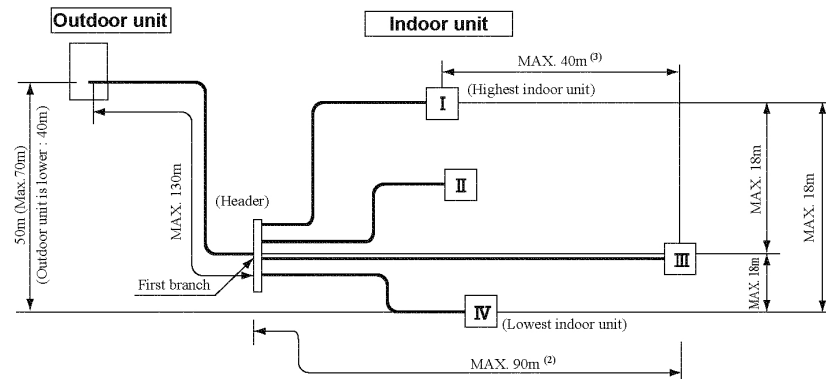 Outdoor unit
Indoor unit
MAX. 40m (3)
I
(Highest indoor unit)
50m (Max.70m)
(Outdoor unit is lower : 40m)
MAX. 130m
(Header)
II
MAX. 18m
MAX. 18m
III
First branch
MAX. 18m
IV
(Lowest indoor unit)
MAX. 90m (2)